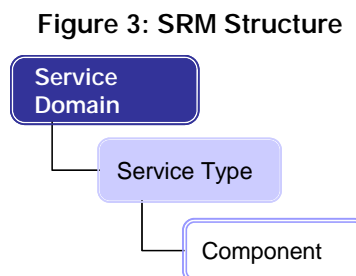 Figure 3: SRM Structure
Service
Domain
Service Type
Component